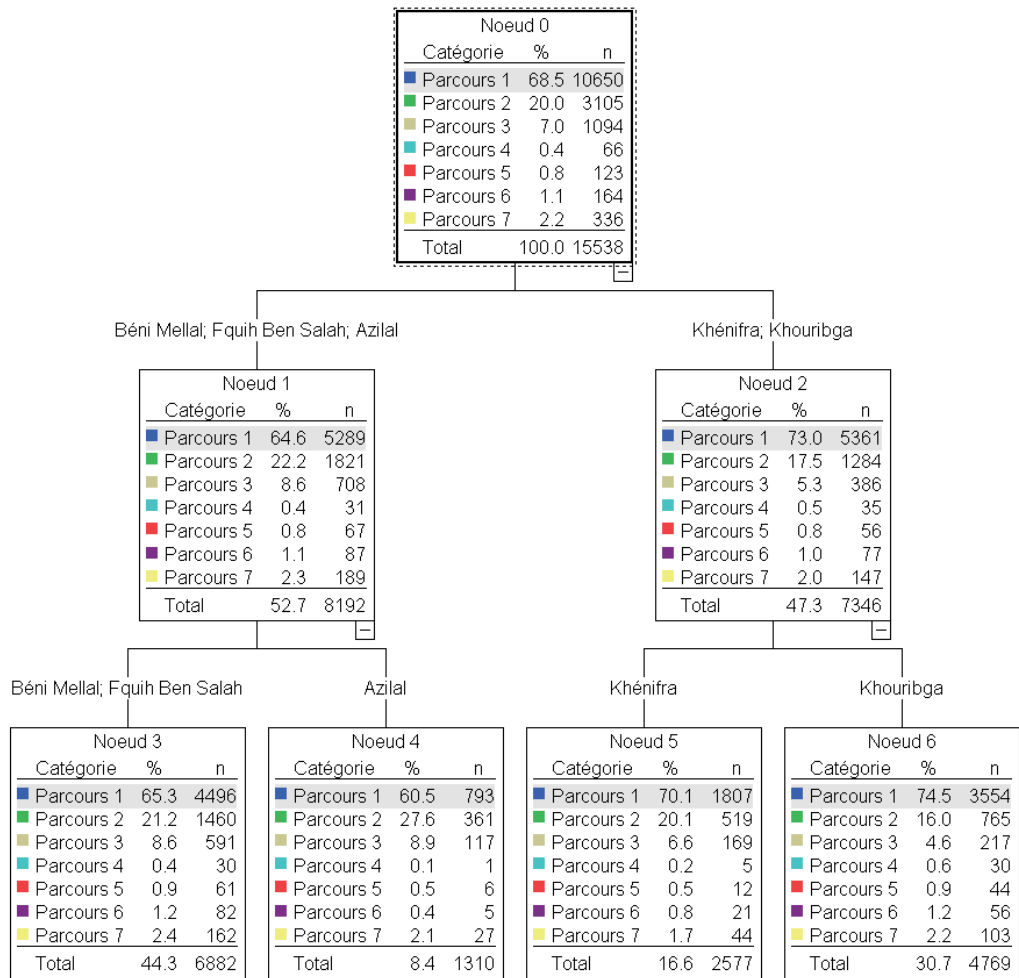 Noeud 0
Catégorie % n
Parcours 1 68.5 10650
Parcours 2 20.0 3105
Parcours 3 7.0 1094
Parcours 4 0.4 66
Parcours 5 0.8 123
Parcours 6 1.1 164
Parcours 7 2.2 336
Total 100.0 15538
Béni Mellal; Fquih Ben Salah; Azilal
Khénifra; Khouribga
Noeud 1
Catégorie % n
Parcours 1 64.6 5289
Parcours 2 22.2 1821
Parcours 3 8.6 708
Parcours 4 0.4 31
Parcours 5 0.8 67
Parcours 6 1.1 87
Parcours 7 2.3 189
Total 52.7 8192
Noeud 2
Catégorie % n
Parcours 1 73.0 5361
Parcours 2 17.5 1284
Parcours 3 5.3 386
Parcours 4 0.5 35
Parcours 5 0.8 56
Parcours 6 1.0 77
Parcours 7 2.0 147
Total 47.3 7346
Béni Mellal; Fquih Ben Salah
Azilal
Khénifra
Khouribga
Noeud 3
Catégorie % n
Parcours 1 65.3 4496
Parcours 2 21.2 1460
Parcours 3 8.6 591
Parcours 4 0.4 30
Parcours 5 0.9 61
Parcours 6 1.2 82
Parcours 7 2.4 162
Total 44.3 6882
Noeud 4
Catégorie % n
Parcours 1 60.5 793
Parcours 2 27.6 361
Parcours 3 8.9 117
Parcours 4 0.1 1
Parcours 5 0.5 6
Parcours 6 0.4 5
Parcours 7 2.1 27
Total 8.4 1310
Noeud 5
Catégorie % n
Parcours 1 70.1 1807
Parcours 2 20.1 519
Parcours 3 6.6 169
Parcours 4 0.2 5
Parcours 5 0.5 12
Parcours 6 0.8 21
Parcours 7 1.7 44
Total 16.6 2577
Noeud 6
Catégorie % n
Parcours 1 74.5 3554
Parcours 2 16.0 765
Parcours 3 4.6 217
Parcours 4 0.6 30
Parcours 5 0.9 44
Parcours 6 1.2 56
Parcours 7 2.2 103
Total 30.7 4769